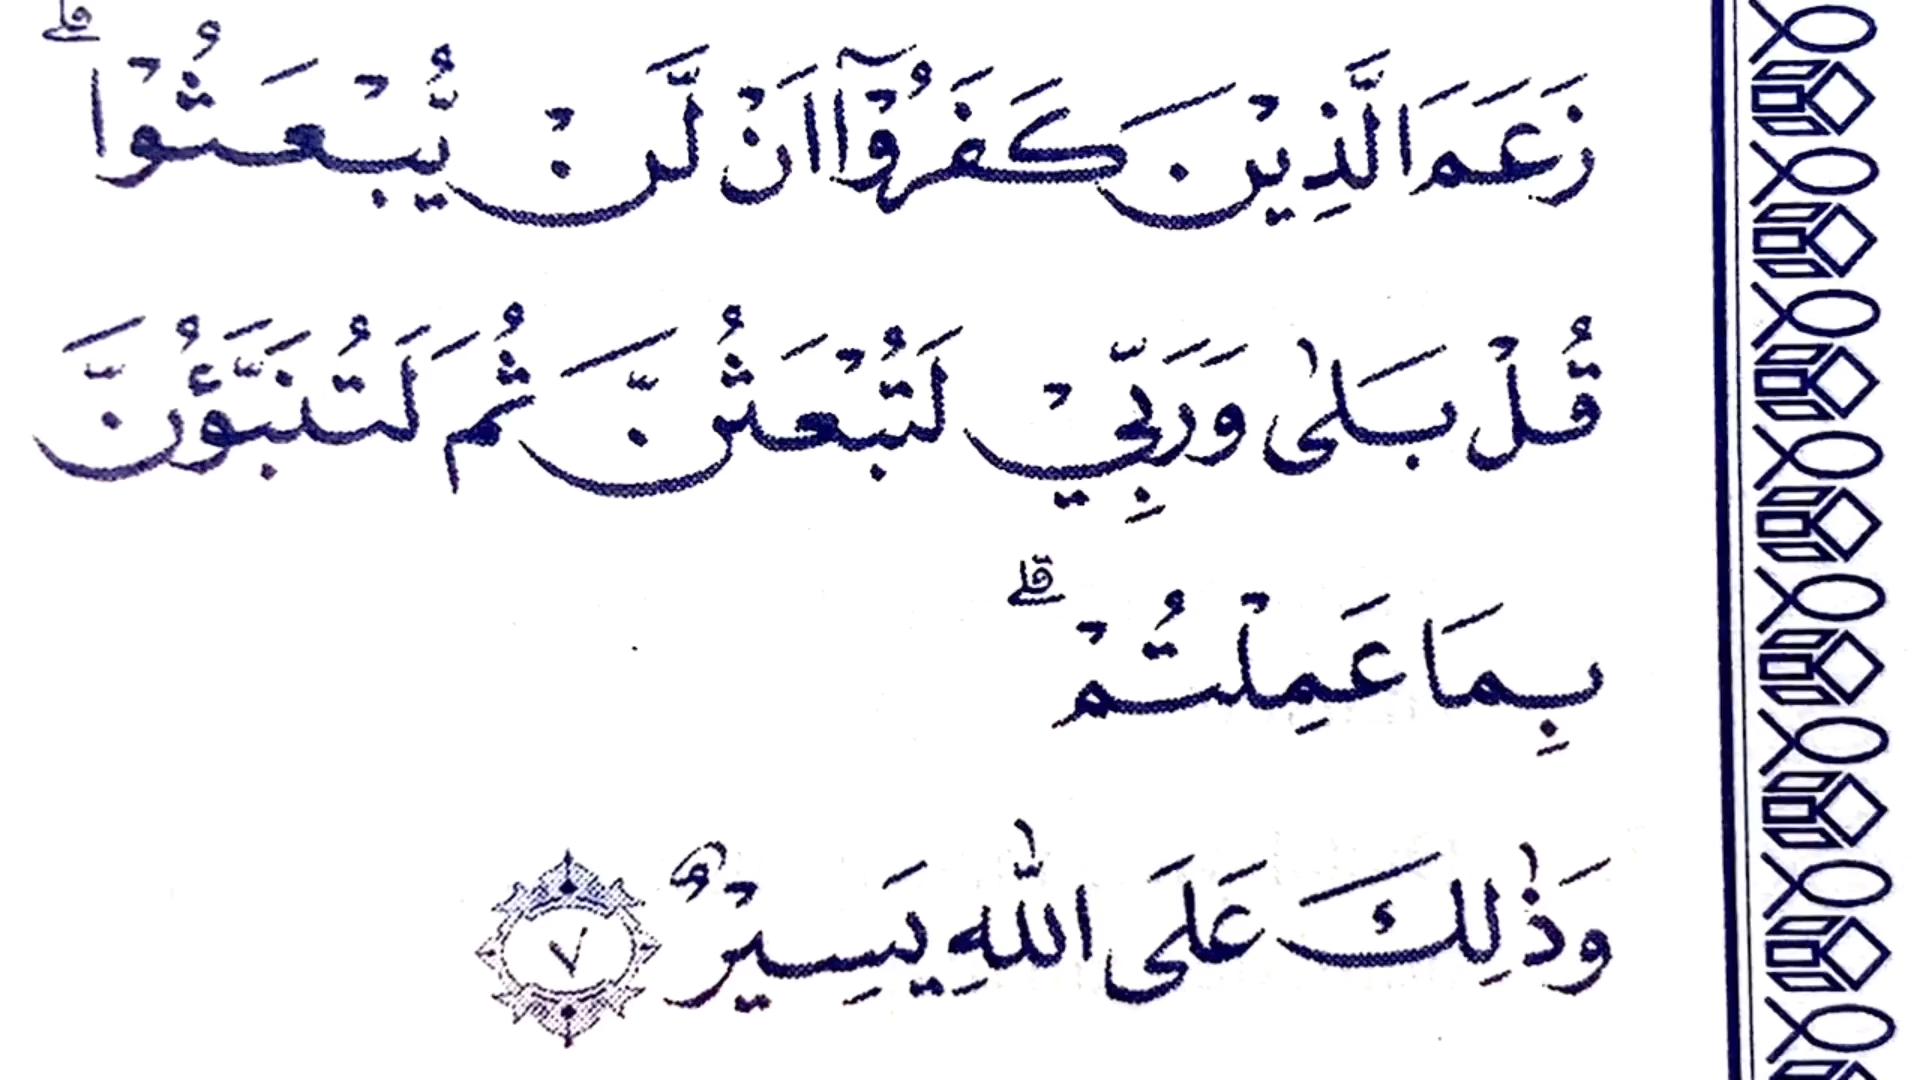 زَعَمَ الَّذِيْنَ كَفَرُوْٓا اَنْ لَّنْ يُّبْعَثُوْا ۗ
قُلْ بَلٰى وَرَبِّيْ لَتُبْعَثُنَّ ثُمَّ لَتُنَبَّؤُنَّ
بِمَا عَمِلْتُمْ ۗ
وَذٰلِكَ عَلَى اللّٰهِ يَسِيْرٌ ٧